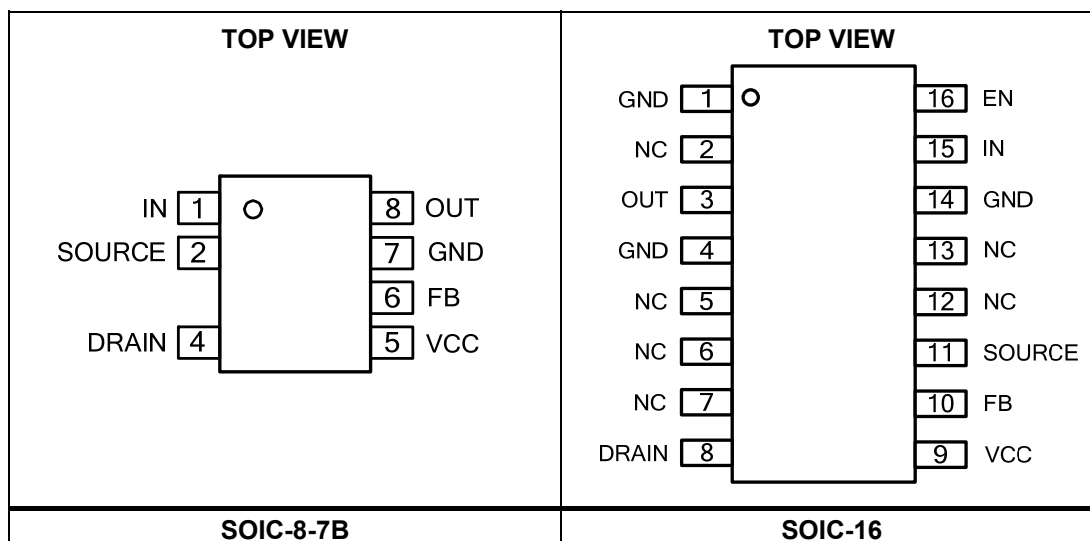 TOP VIEW
IN 1 8 OUT
SOURCE 2 7 GND
6 FB
DRAIN 4 5 VCC
SOIC-8-7B
TOP VIEW
GND 1 16 EN
NC 2 15 IN
OUT 3 14 GND
GND 4 13 NC
NC 5 12 NC
NC 6 11 SOURCE
NC 7 10 FB
DRAIN 8 9 VCC
SOIC-16